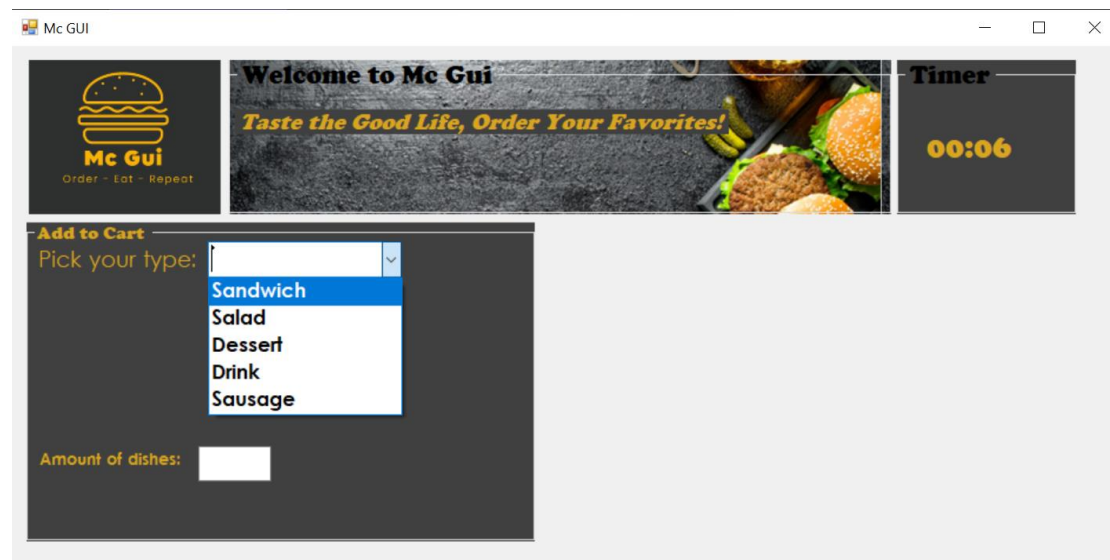 Mc GUI
Mc Gui
Order - Eat - Repeat
Welcome to Mc Gui
Taste the Good Life, Order Your Favorites!
Timer
00:06
Add to Cart
Pick your type:
Sandwich
Salad
Dessert
Drink
Sausage
Amount of dishes: